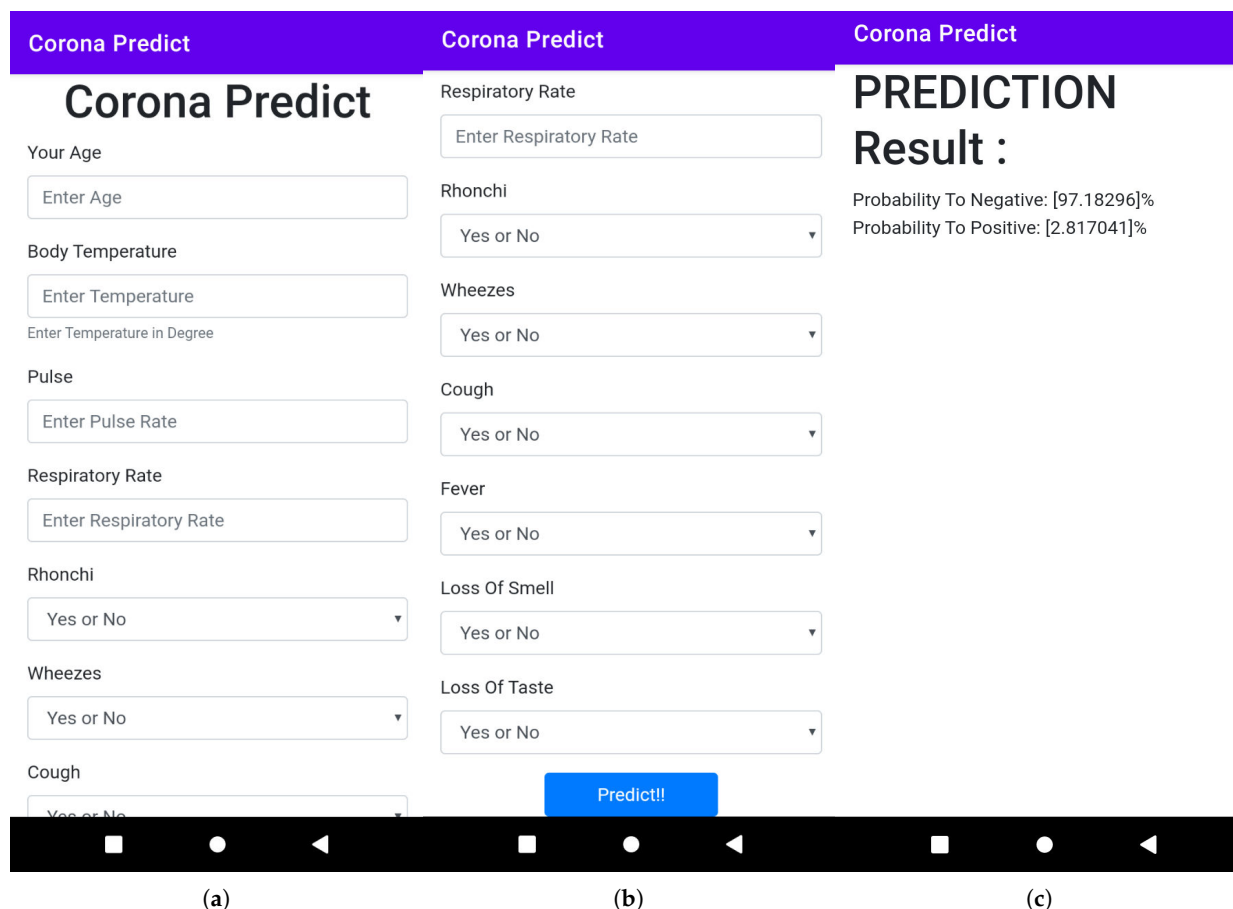 Corona Predict
Corona Predict
Your Age
Enter Age
Body Temperature
Enter Temperature
Enter Temperature in Degree
Pulse
Enter Pulse Rate
Respiratory Rate
Enter Respiratory Rate
Rhonchi
Yes or No
Wheezes
Yes or No
Cough
Yes or No
(a)
Corona Predict
Respiratory Rate
Enter Respiratory Rate
Rhonchi
Yes or No
Wheezes
Yes or No
Cough
Yes or No
Fever
Yes or No
Loss Of Smell
Yes or No
Loss Of Taste
Yes or No
Predict!!
(b)
Corona Predict
PREDICTION
Result :
Probability To Negative: [97.18296]%
Probability To Positive: [2.817041]%
(c)